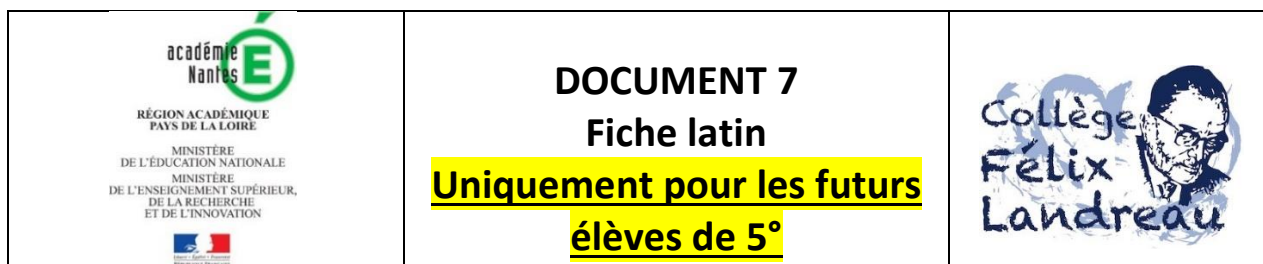 académie
Nantes É
RÉGION ACADÉMIQUE
PAYS DE LA LOIRE
MINISTÈRE
DE L'ÉDUCATION NATIONALE
MINISTÈRE
DE L'ENSEIGNEMENT SUPÉRIEUR,
DE LA RECHERCHE
ET DE L'INNOVATION
DOCUMENT 7
Fiche latin
Uniquement pour les futurs
élèves de 5°
Collège
Félix
Landreau